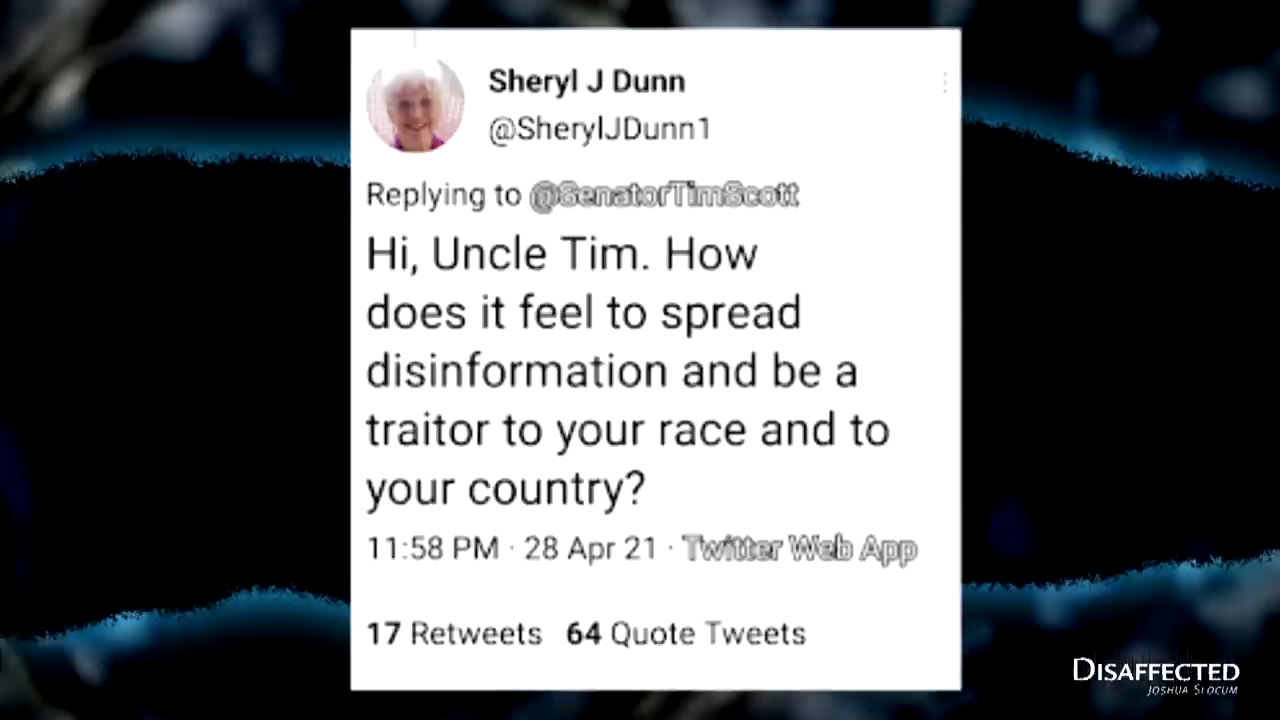 Sheryl J Dunn
@SherylJDunn1
Replying to @SenatorTimScott
Hi, Uncle Tim. How
does it feel to spread
disinformation and be a
traitor to your race and to
your country?
11:58 PM · 28 Apr 21 · Twitter Web App
17 Retweets 64 Quote Tweets
DISAFFECTED
JOSHUA SLOCUM